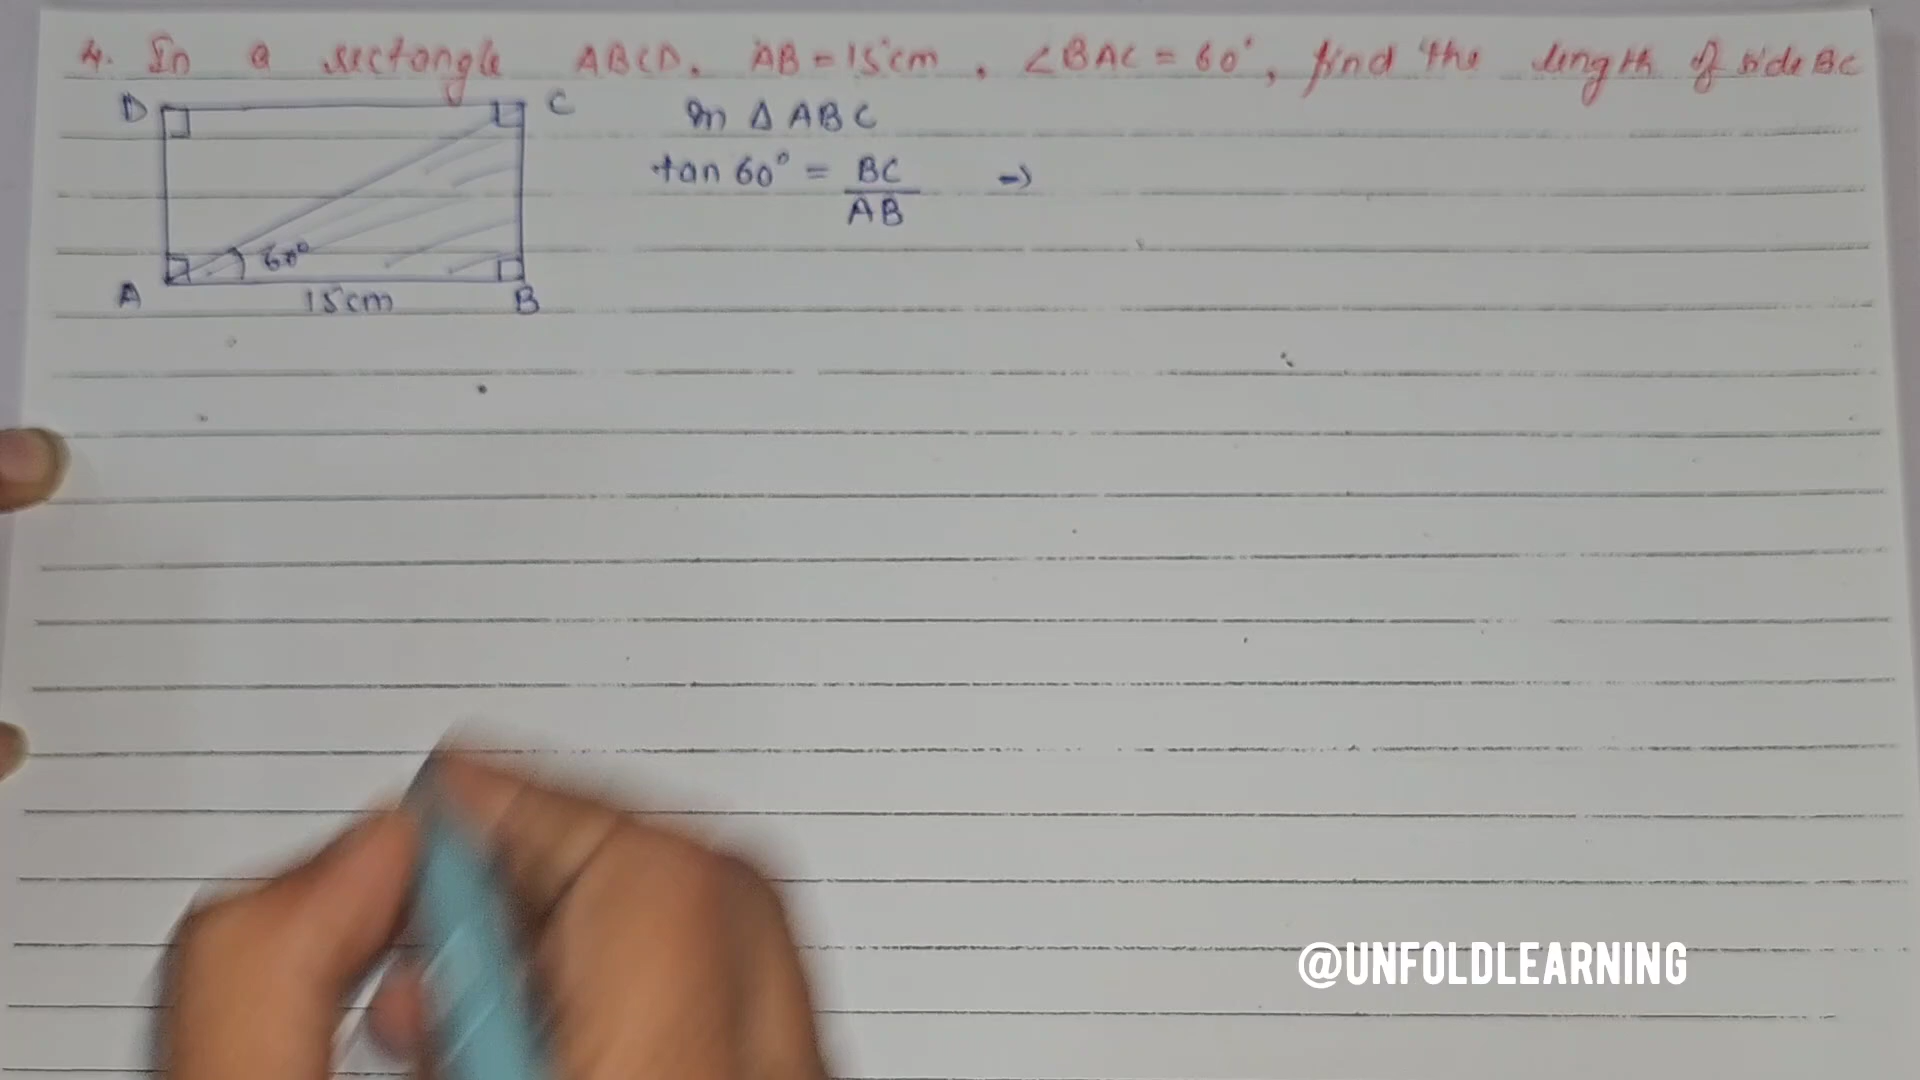 4. In a rectangle ABCD, AB = 15cm, ∠BAC = 60°, find the length of side BC
D
C
In Δ ABC
tan 60° = BC / AB →
60°
A
15cm
B
@UNFOLDLEARNING